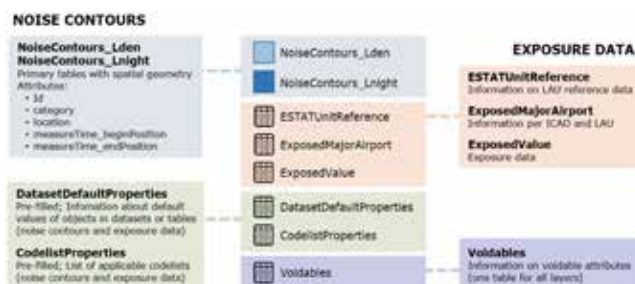 NOISE CONTOURS
NoiseContours_Lden
NoiseContours_Lnight
Primary tables with spatial geometry
Attributes:
• Id
• category
• location
• measureTime_beginPosition
• measureTime_endPosition
DatasetDefaultProperties
Pre-filled; Infomation about default
values of objects in datasets or tables
(noise contours and exposure data)
CodelistProperties
Pre-filled; List of applicable codelists
(noise contours and exposure data)
NoiseContours_Lden
NoiseContours_Lnight
ESTATUnitReference
ExposedMajorAirport
ExposedValue
DatasetDefaultProperties
CodelistProperties
Voidables
EXPOSURE DATA
ESTATUnitReference
Information on LAU reference data
ExposedMajorAirport
Information per ICAO and LAU
ExposedValue
Exposure data
Voidables
Information on voidable attributes
(one table for all layers)